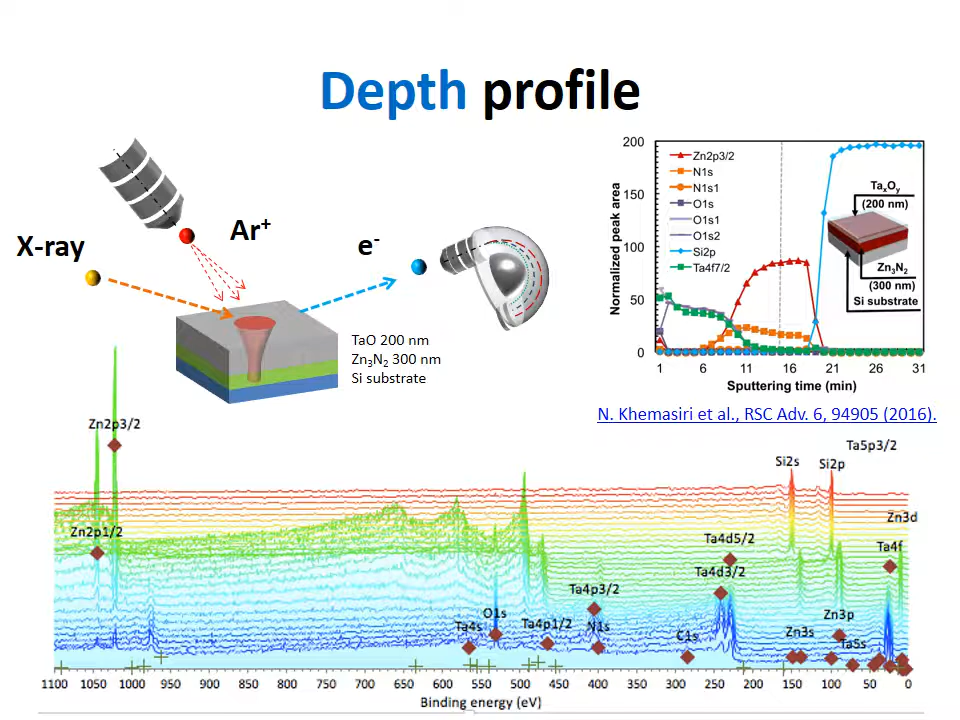 Depth profile
X-ray
Ar⁺
e⁻
TaO 200 nm
Zn₃N₂ 300 nm
Si substrate
Normalized peak area
200
150
100
50
0
Zn2p3/2
N1s
N1s1
O1s
O1s1
O1s2
Si2p
Ta4f7/2
TaₓOᵧ
(200 nm)
Zn₃N₂
(300 nm)
Si substrate
1 6 11 16 21 26 31
Sputtering time (min)
N. Khemasiri et al., RSC Adv. 6, 94905 (2016).
Zn2p3/2
Zn2p1/2
Ta4s
O1s
Ta4p1/2
Ta4p3/2
N1s
C1s
Ta4d5/2
Ta4d3/2
Si2s
Si2p
Ta5p3/2
Zn3d
Ta4f
Zn3p
Zn3s
Ta5s
1100 1050 1000 950 900 850 800 750 700 650 600 550 500 450 400 350 300 250 200 150 100 50 0
Binding energy (eV)